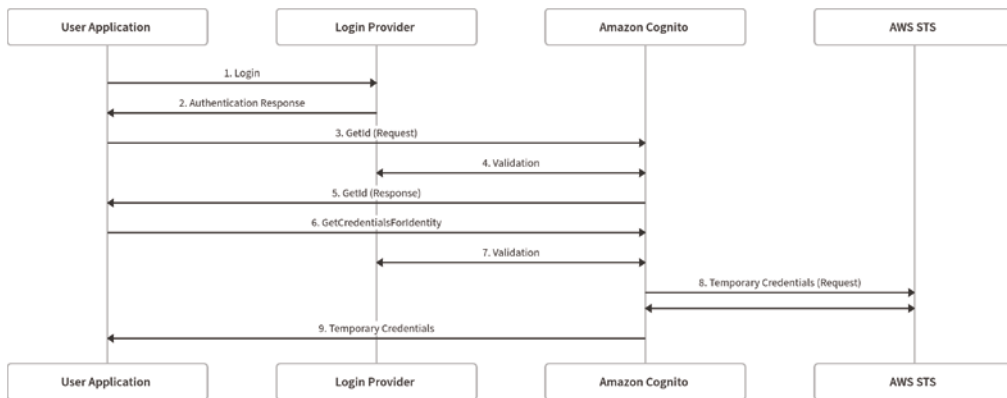 User Application
Login Provider
Amazon Cognito
AWS STS
1. Login
2. Authentication Response
3. GetId (Request)
4. Validation
5. GetId (Response)
6. GetCredentialsForIdentity
7. Validation
8. Temporary Credentials (Request)
9. Temporary Credentials
User Application
Login Provider
Amazon Cognito
AWS STS